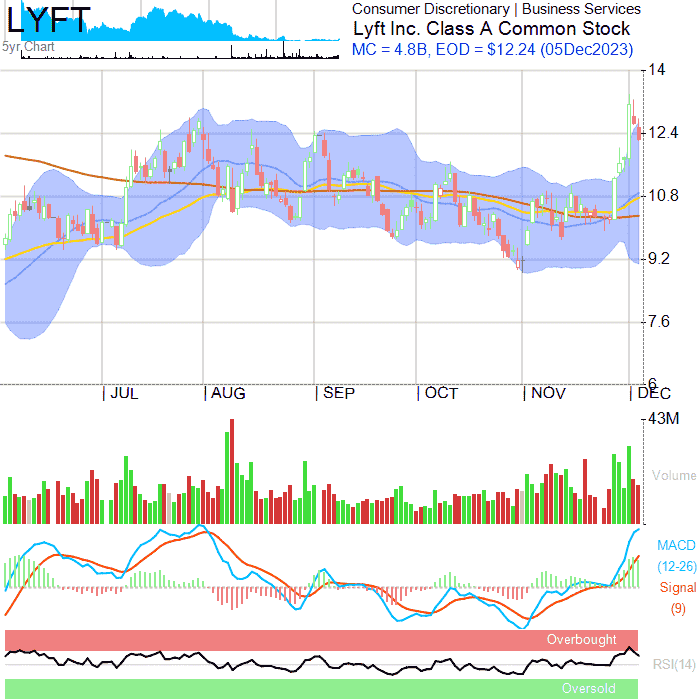 LYFT
5yr Chart
Consumer Discretionary | Business Services
Lyft Inc. Class A Common Stock
MC = 4.8B, EOD = $12.24 (05Dec2023)
14
12.4
10.8
9.2
7.6
6
JUL AUG SEP OCT NOV DEC
43M
Volume
MACD
(12-26)
Signal
(9)
Overbought
RSI(14)
Oversold